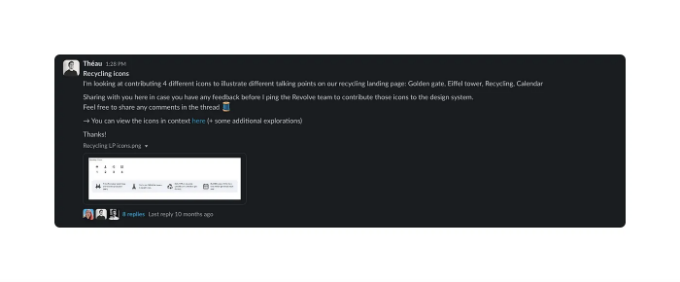 Théau 1:28 PM
Recycling icons
I'm looking at contributing 4 different icons to illustrate different talking points on our recycling landing page: Golden gate, Eiffel tower, Recycling, Calendar
Sharing with you here in case you have any feedback before I ping the Revolve team to contribute those icons to the design system.
Feel free to share any comments in the thread
→ You can view the icons in context here (+ some additional explorations)
Thanks!
Recycling LP icons.png
8 replies Last reply 10 months ago